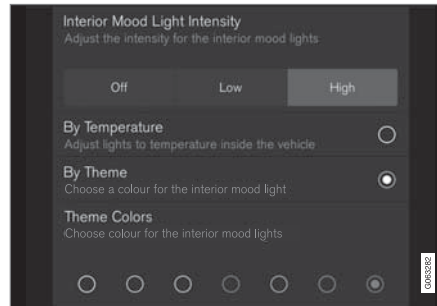 Interior Mood Light Intensity
Adjust the intensity for the interior mood lights
Off Low High
By Temperature
Adjust lights to temperature inside the vehicle
By Theme
Choose a colour for the interior mood light
Theme Colors
Choose colour for the interior mood lights
G063282